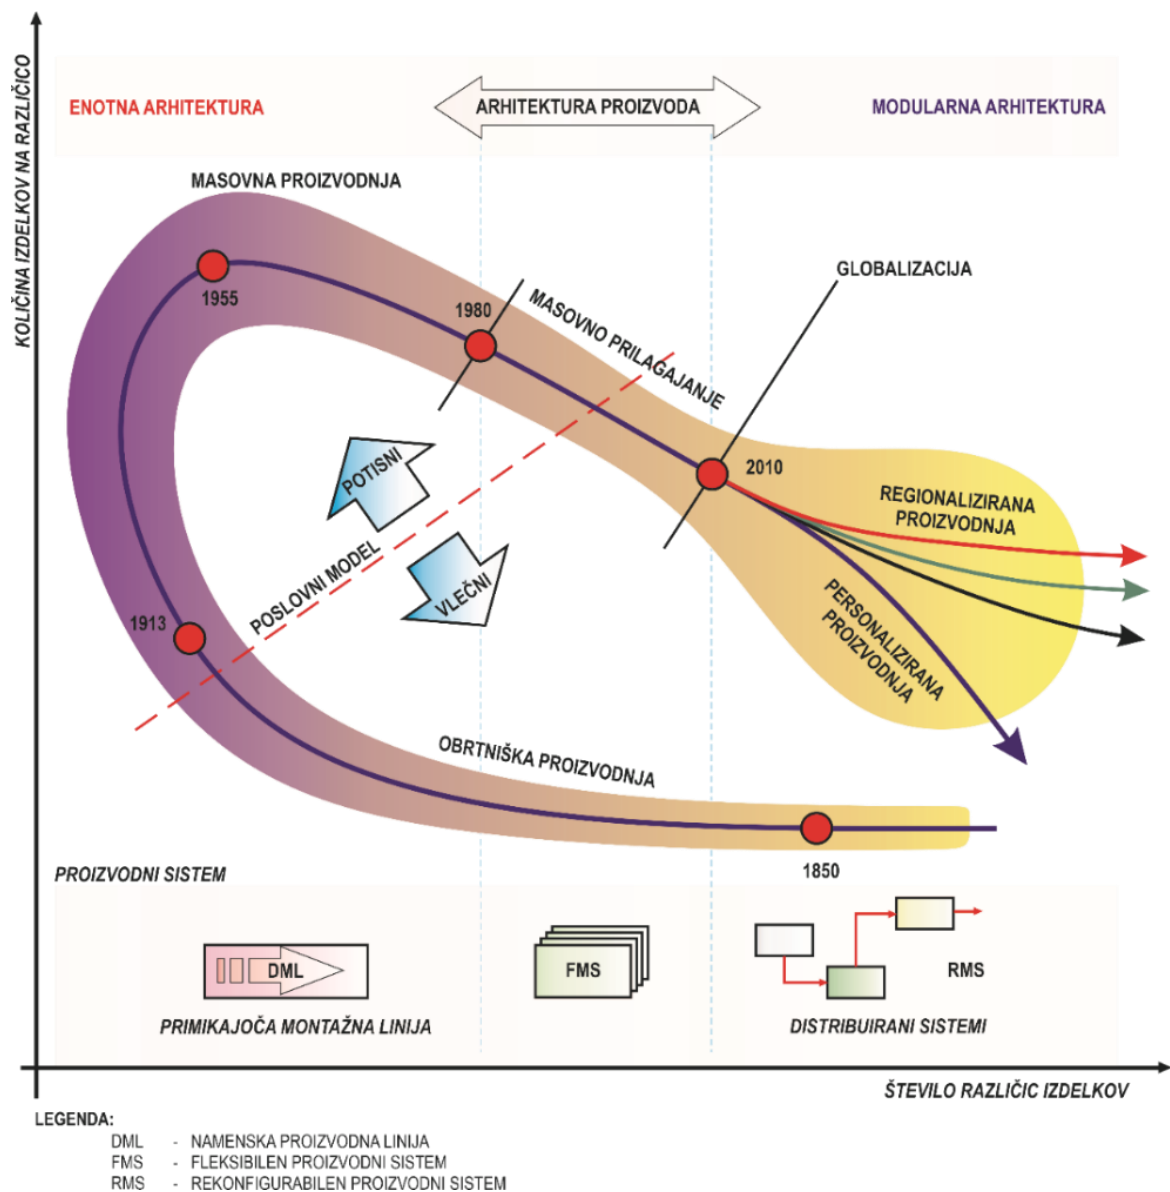 KOLIČINA IZDELKOV NA RAZLIČICO
ENOTNA ARHITEKTURA
ARHITEKTURA PROIZVODA
MODULARNA ARHITEKTURA
MASOVNA PROIZVODNJA
GLOBALIZACIJA
1955
1980
MASOVNO PRILAGAJANJE
2010
POTISNI
REGIONALIZIRANA
PROIZVODNJA
POSLOVNI MODEL
VLEČNI
PERSONALIZIRANA
PROIZVODNJA
1913
OBRTNIŠKA PROIZVODNJA
1850
PROIZVODNI SISTEM
DML
FMS
RMS
PRIMIKAJOČA MONTAŽNA LINIJA
DISTRIBUIRANI SISTEMI
ŠTEVILO RAZLIČIC IZDELKOV
LEGENDA:
DML - NAMENSKA PROIZVODNA LINIJA
FMS - FLEKSIBILEN PROIZVODNI SISTEM
RMS - REKONFIGURABILEN PROIZVODNI SISTEM